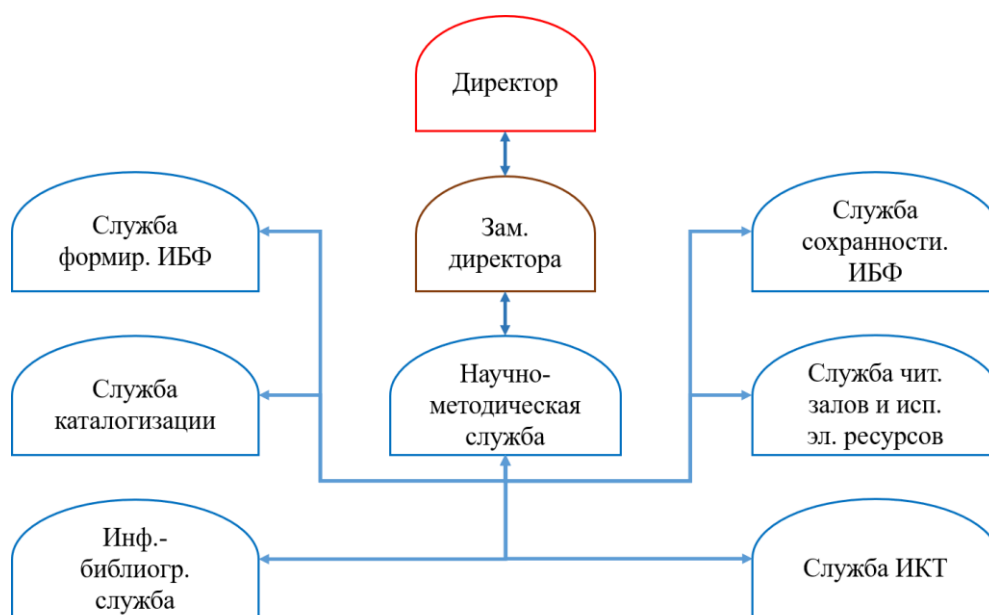 Директор
Служба
формир. ИБФ
Зам.
директора
Служба
сохранности.
ИБФ
Служба
каталогизации
Научно-
методическая
служба
Служба чит.
залов и исп.
эл. ресурсов
Инф.-
библиогр.
служба
Служба ИКТ